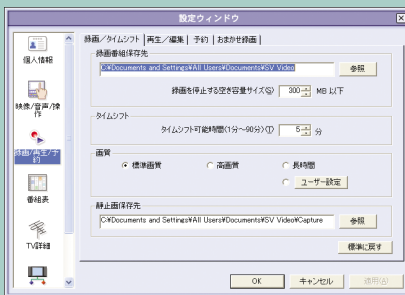 設定ウィンドウ
個人情報
映像/音声/操作
録画/再生/予約
番組表
TV詳細
録画/タイムシフト 再生/編集 予約 おまかせ録画
録画番組保存先
C:¥Documents and Settings¥All Users¥Documents¥SV Video
参照
録画を停止する空き容量サイズ(S) 300 MB 以下
タイムシフト
タイムシフト可能時間(1分～90分)(T) 5 分
画質
標準画質 高画質 長時間
ユーザー設定
静止画保存先
C:¥Documents and Settings¥All Users¥Documents¥SV Video¥Capture
参照
標準に戻す
OK キャンセル 適用(A)